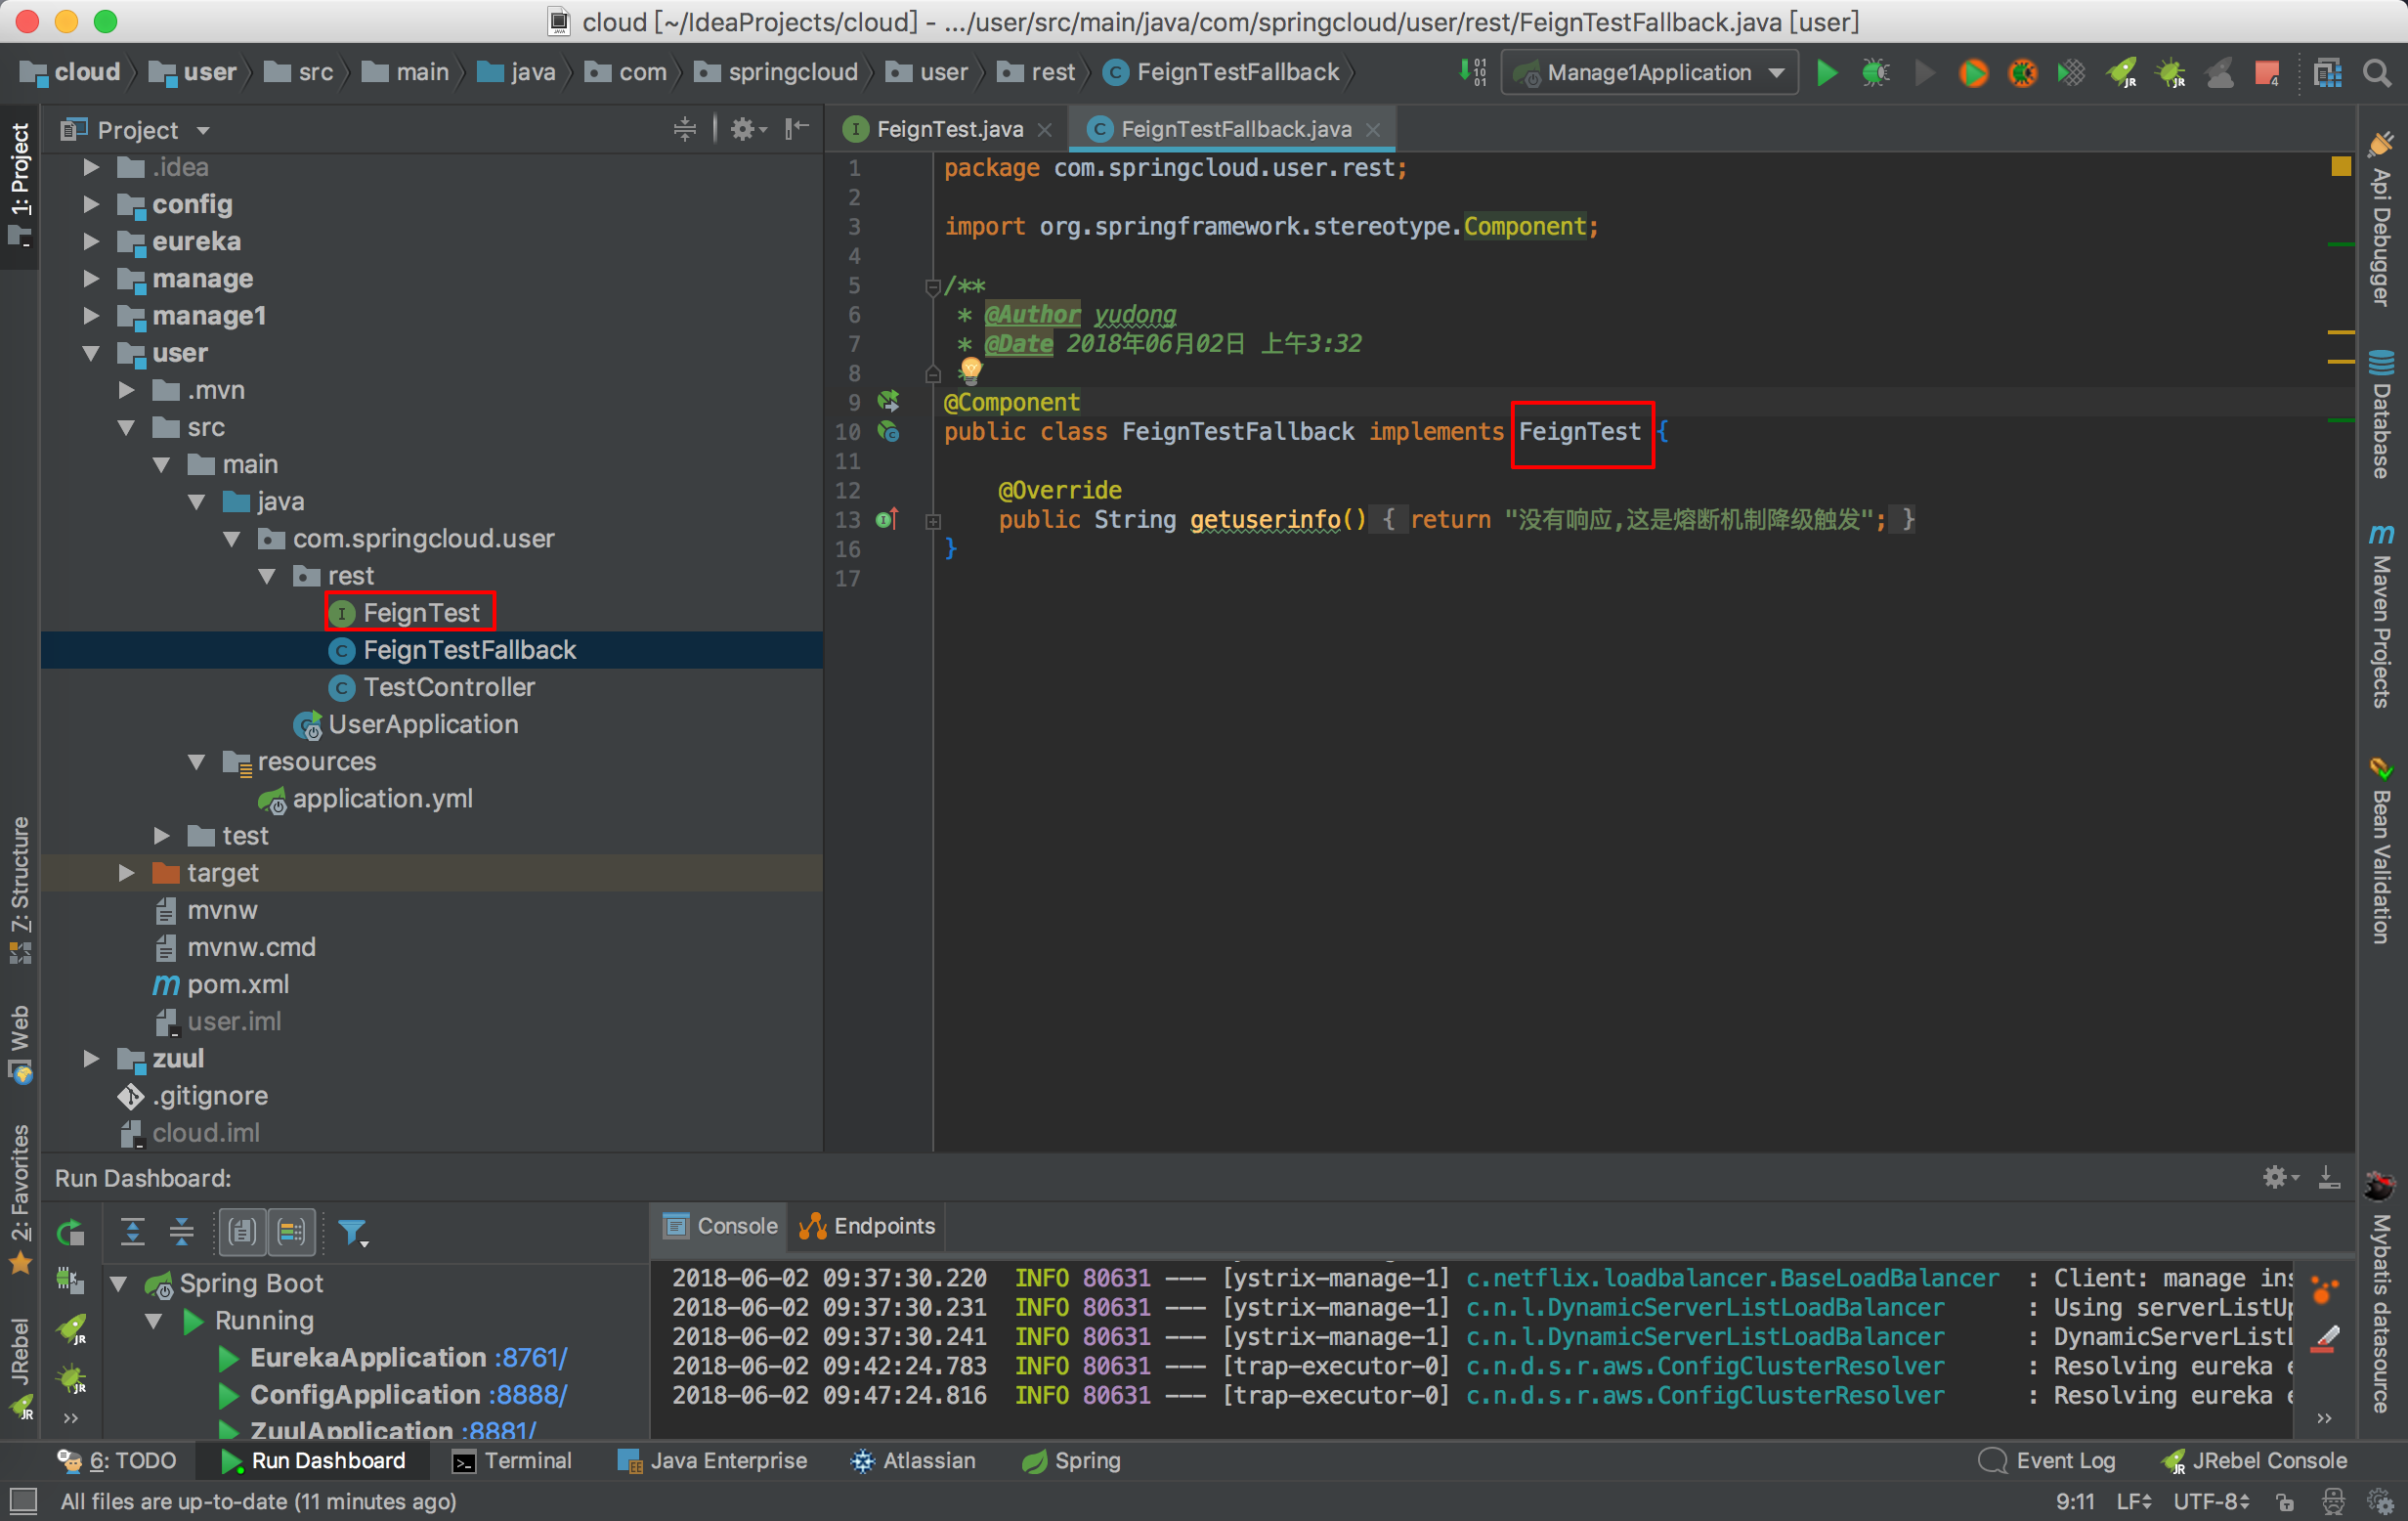 cloud [~/IdeaProjects/cloud] - .../user/src/main/java/com/springcloud/user/rest/FeignTestFallback.java [user]
cloud user src main java com springcloud user rest FeignTestFallback Manage1Application
Project
FeignTest.java FeignTestFallback.java
1: Project
Z: Structure
Web
2: Favorites
JRebel
.idea
config
eureka
manage
manage1
user
.mvn
src
main
java
com.springcloud.user
rest
FeignTest
FeignTestFallback
TestController
UserApplication
resources
application.yml
test
target
mvnw
mvnw.cmd
pom.xml
user.iml
zuul
.gitignore
cloud.iml
1 package com.springcloud.user.rest;
2
3 import org.springframework.stereotype.Component;
4
5 /**
6 * @Author yudong
7 * @Date 2018年06月02日 上午3:32
8
9 @Component
10 public class FeignTestFallback implements FeignTest {
11
12 @Override
13 public String getuserinfo() { return "没有响应,这是熔断机制降级触发"; }
16 }
17
Api Debugger
Database
Maven Projects
Bean Validation
Mybatis datasource
Run Dashboard:
Console Endpoints
Spring Boot
Running
EurekaApplication :8761/
ConfigApplication :8888/
ZuulApplication :8881/
2018-06-02 09:37:30.220 INFO 80631 --- [ystrix-manage-1] c.netflix.loadbalancer.BaseLoadBalancer : Client: manage ins
2018-06-02 09:37:30.231 INFO 80631 --- [ystrix-manage-1] c.n.l.DynamicServerListLoadBalancer : Using serverListUp
2018-06-02 09:37:30.241 INFO 80631 --- [ystrix-manage-1] c.n.l.DynamicServerListLoadBalancer : DynamicServerListL
2018-06-02 09:42:24.783 INFO 80631 --- [trap-executor-0] c.n.d.s.r.aws.ConfigClusterResolver : Resolving eureka e
2018-06-02 09:47:24.816 INFO 80631 --- [trap-executor-0] c.n.d.s.r.aws.ConfigClusterResolver : Resolving eureka e
6: TODO Run Dashboard Terminal Java Enterprise Atlassian Spring Event Log JRebel Console
All files are up-to-date (11 minutes ago) 9:11 LF UTF-8